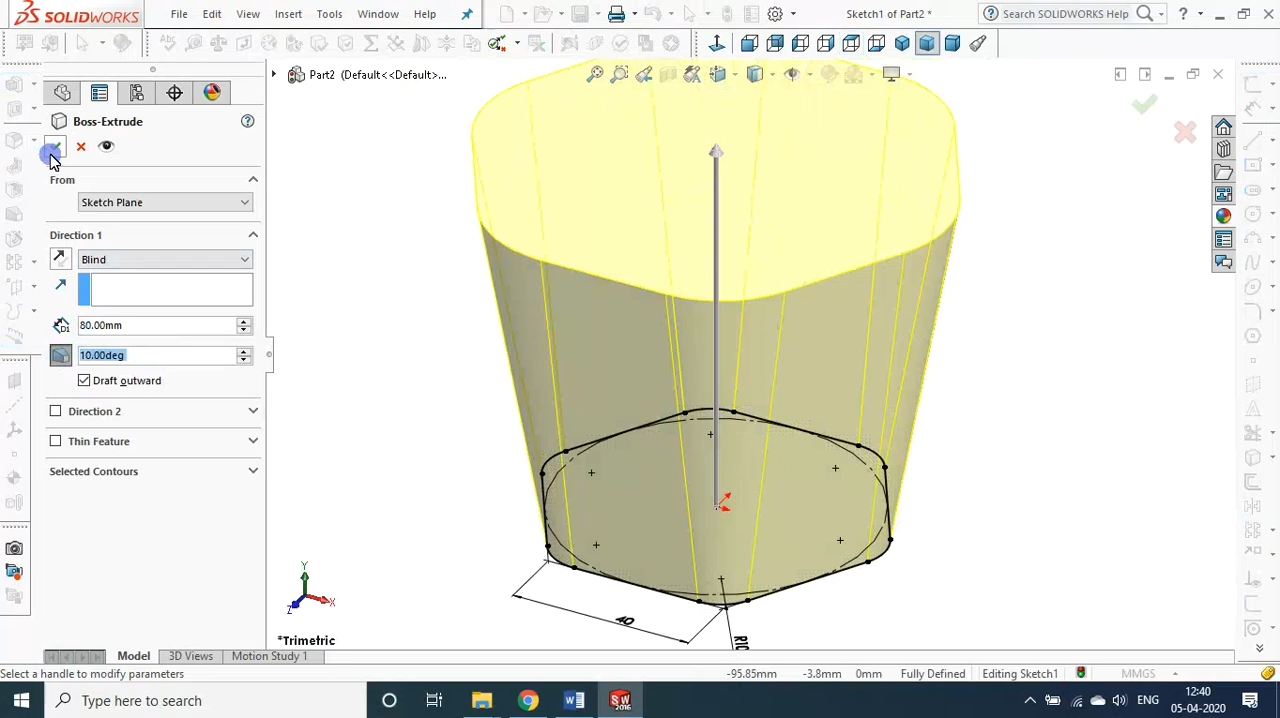 SOLIDWORKS File Edit View Insert Tools Window Help Sketch1 of Part2 * Search SOLIDWORKS Help ?
Part2 (Default<<Default>...
Boss-Extrude
From
Sketch Plane
Direction 1
Blind
D1 80.00mm
10.00deg
Draft outward
Direction 2
Thin Feature
Selected Contours
40
Y
X
Z
*Trimetric
Model 3D Views Motion Study 1
Select a handle to modify parameters -95.85mm -3.8mm 0mm Fully Defined Editing Sketch1 MMGS
Type here to search ENG 12:40
05-04-2020